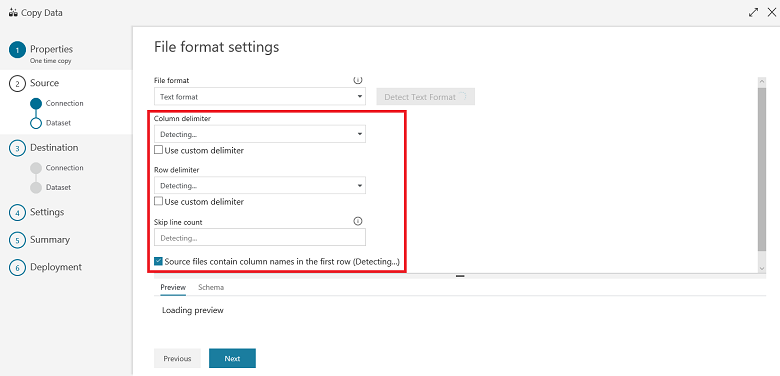 Copy Data
1 Properties
One time copy
2 Source
Connection
Dataset
3 Destination
Connection
Dataset
4 Settings
5 Summary
6 Deployment
File format settings
File format
Text format
Detect Text Format
Column delimiter
Detecting...
Use custom delimiter
Row delimiter
Detecting...
Use custom delimiter
Skip line count
Detecting...
Source files contain column names in the first row (Detecting...)
Preview Schema
Loading preview
Previous Next